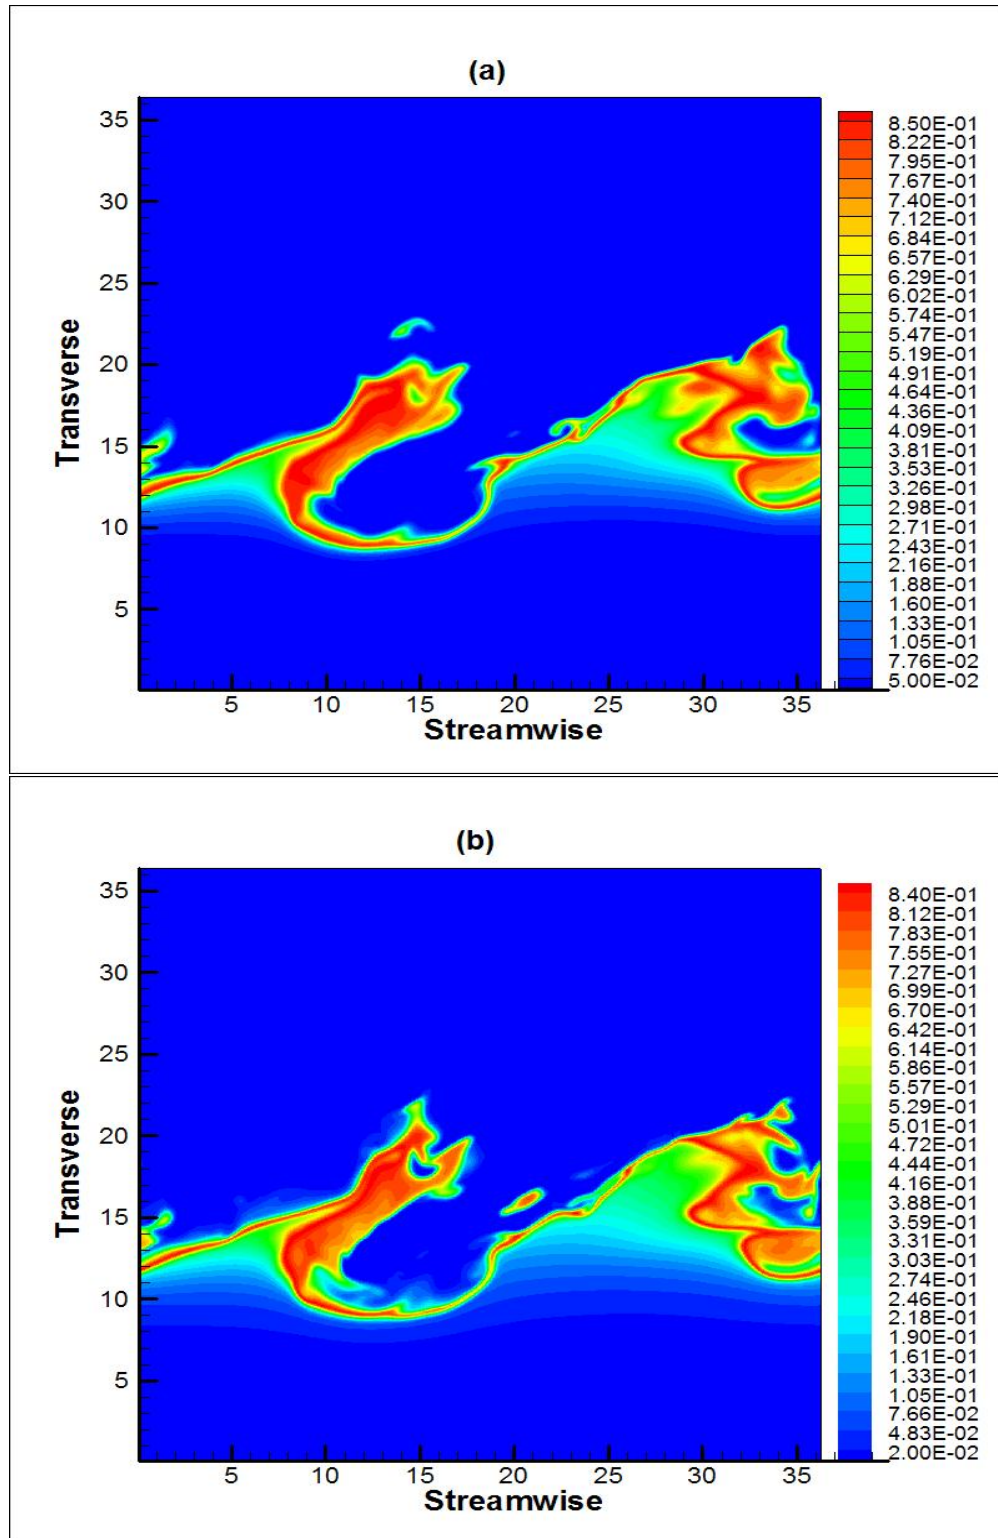 (a)
35
30
25
20
15
10
5
Transverse
5 10 15 20 25 30 35
Streamwise
8.50E-01
8.22E-01
7.95E-01
7.67E-01
7.40E-01
7.12E-01
6.84E-01
6.57E-01
6.29E-01
6.02E-01
5.74E-01
5.47E-01
5.19E-01
4.91E-01
4.64E-01
4.36E-01
4.09E-01
3.81E-01
3.53E-01
3.26E-01
2.98E-01
2.71E-01
2.43E-01
2.16E-01
1.88E-01
1.60E-01
1.33E-01
1.05E-01
7.76E-02
5.00E-02
(b)
35
30
25
20
15
10
5
Transverse
5 10 15 20 25 30 35
Streamwise
8.40E-01
8.12E-01
7.83E-01
7.55E-01
7.27E-01
6.99E-01
6.70E-01
6.42E-01
6.14E-01
5.86E-01
5.57E-01
5.29E-01
5.01E-01
4.72E-01
4.44E-01
4.16E-01
3.88E-01
3.59E-01
3.31E-01
3.03E-01
2.74E-01
2.46E-01
2.18E-01
1.90E-01
1.61E-01
1.33E-01
1.05E-01
7.66E-02
4.83E-02
2.00E-02